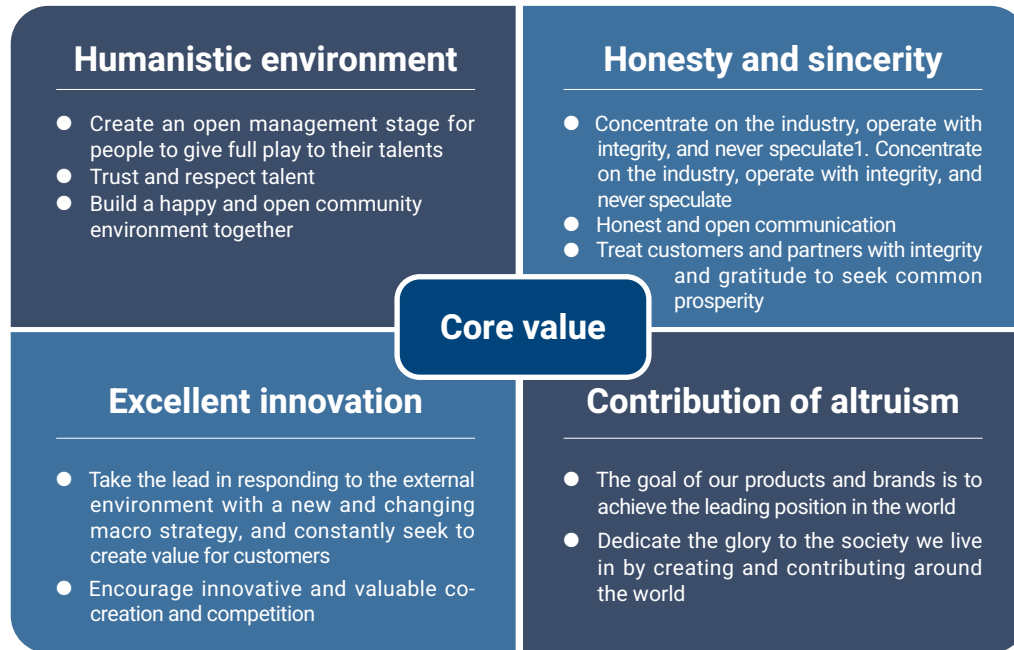 Humanistic environment
● Create an open management stage for
people to give full play to their talents
● Trust and respect talent
● Build a happy and open community
environment together
Honesty and sincerity
● Concentrate on the industry, operate with
integrity, and never speculate1. Concentrate
on the industry, operate with integrity, and
never speculate
● Honest and open communication
● Treat customers and partners with integrity
and gratitude to seek common
prosperity
Core value
Excellent innovation
● Take the lead in responding to the external
environment with a new and changing
macro strategy, and constantly seek to
create value for customers
● Encourage innovative and valuable co-
creation and competition
Contribution of altruism
● The goal of our products and brands is to
achieve the leading position in the world
● Dedicate the glory to the society we live
in by creating and contributing around
the world